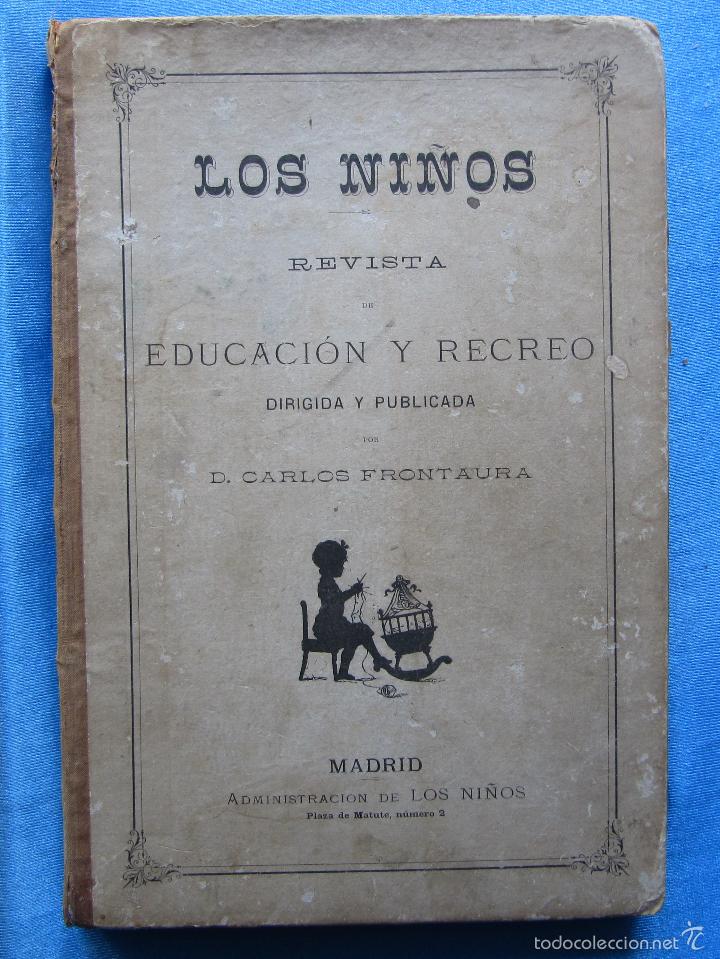 LOS NIÑOS
REVISTA
DE
EDUCACIÓN Y RECREO
DIRIGIDA Y PUBLICADA
POR
D. CARLOS FRONTAURA
MADRID
ADMINISTRACION DE LOS NIÑOS
Plaza de Matute, número 2
todocoleccion.net